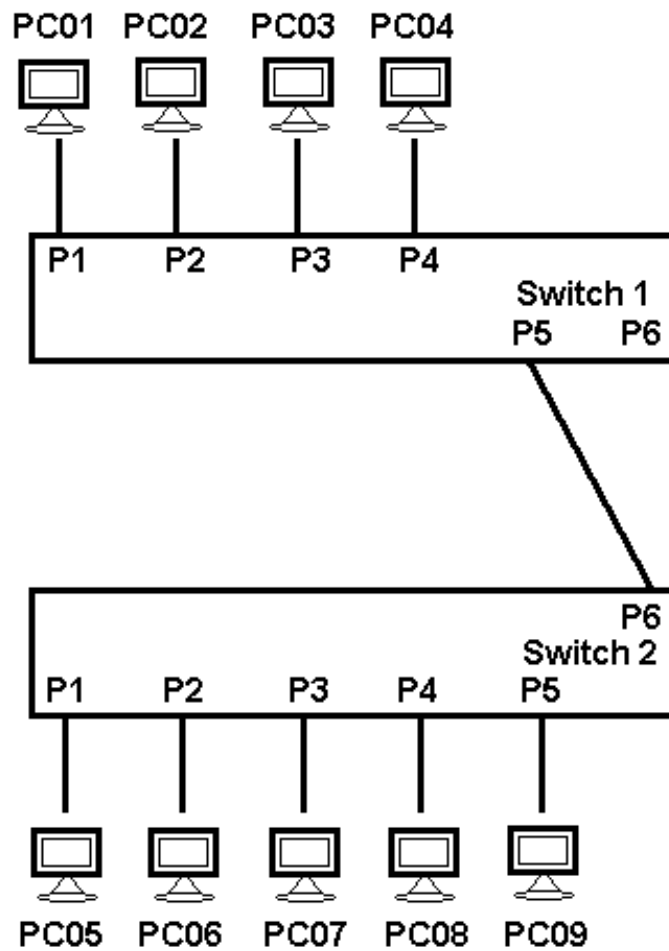 PC01 PC02 PC03 PC04
P1 P2 P3 P4
Switch 1
P5 P6
P6
Switch 2
P1 P2 P3 P4 P5
PC05 PC06 PC07 PC08 PC09